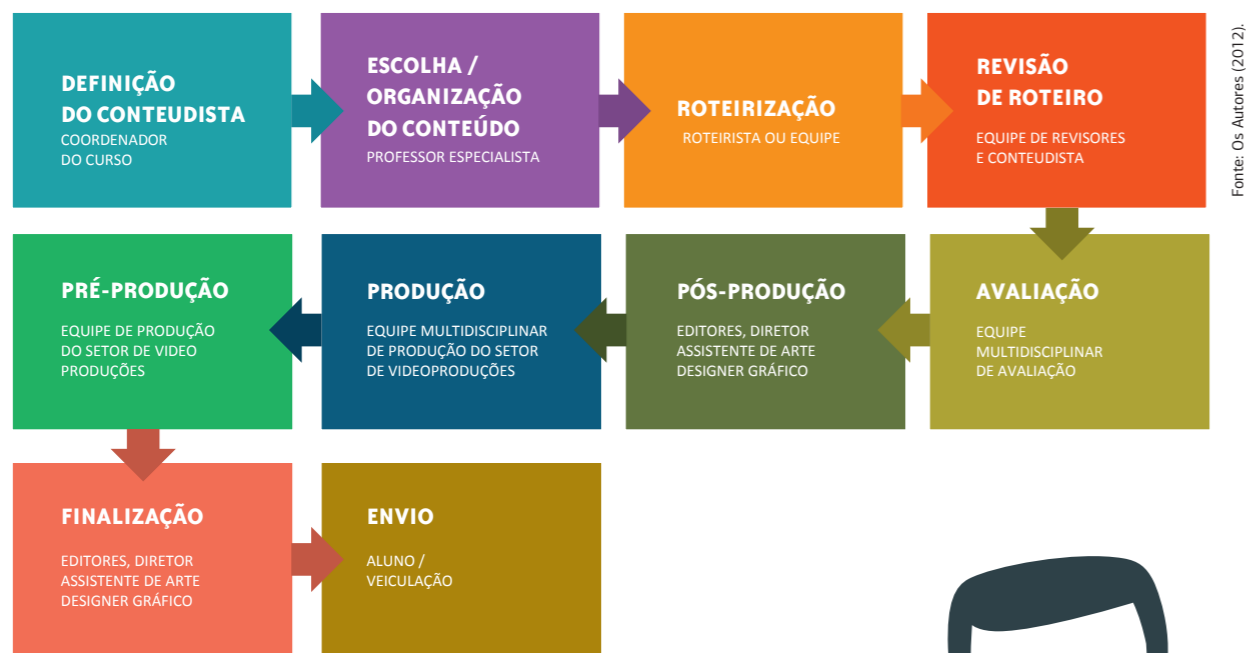 DEFINIÇÃO
DO CONTEUDISTA
COORDENADOR
DO CURSO
ESCOLHA /
ORGANIZAÇÃO
DO CONTEÚDO
PROFESSOR ESPECIALISTA
ROTEIRIZAÇÃO
ROTEIRISTA OU EQUIPE
REVISÃO
DE ROTEIRO
EQUIPE DE REVISORES
E CONTEUDISTA
Fonte: Os Autores (2012).
PRÉ-PRODUÇÃO
EQUIPE DE PRODUÇÃO
DO SETOR DE VIDEO
PRODUÇÕES
PRODUÇÃO
EQUIPE MULTIDISCIPLINAR
DE PRODUÇÃO DO SETOR
DE VIDEOPRODUÇÕES
PÓS-PRODUÇÃO
EDITORES, DIRETOR
ASSISTENTE DE ARTE
DESIGNER GRÁFICO
AVALIAÇÃO
EQUIPE
MULTIDISCIPLINAR
DE AVALIAÇÃO
FINALIZAÇÃO
EDITORES, DIRETOR
ASSISTENTE DE ARTE
DESIGNER GRÁFICO
ENVIO
ALUNO /
VEICULAÇÃO